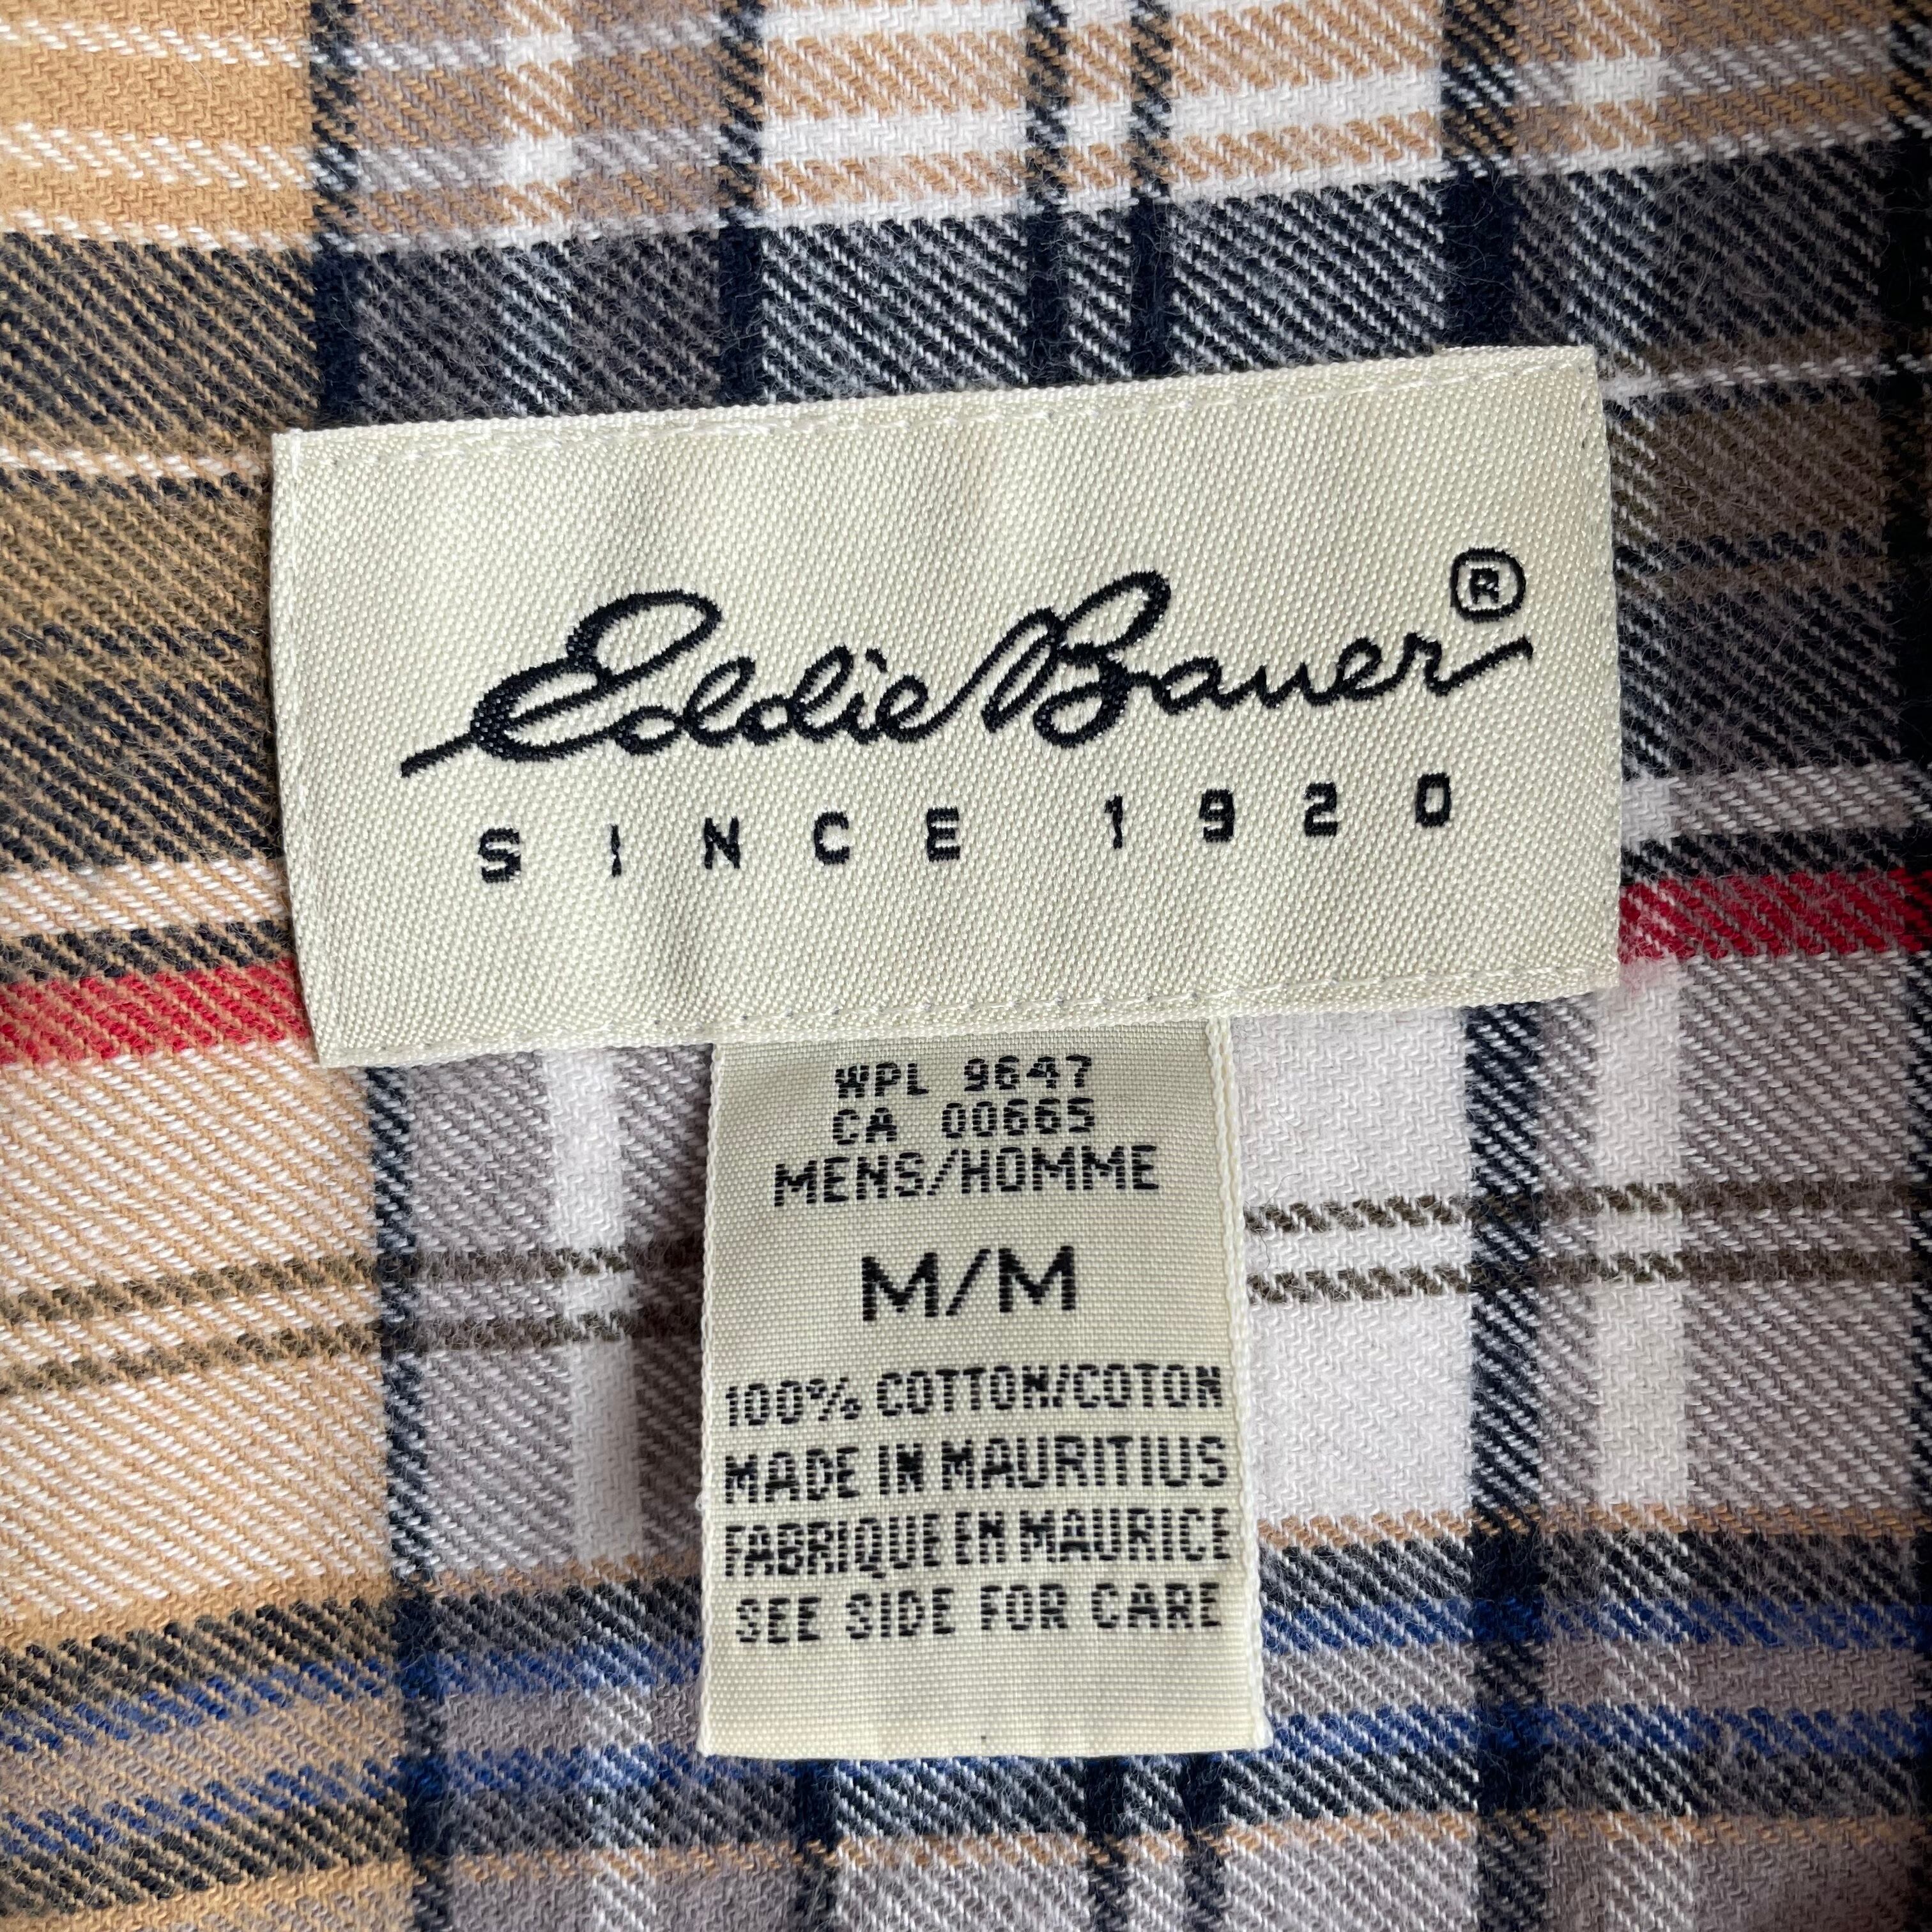 Eddie Bauer®
SINCE 1920
WPL 9647
CA 00665
MENS/HOMME
M/M
100% COTTON/COTON
MADE IN MAURITIUS
FABRIQUE EN MAURICE
SEE SIDE FOR CARE